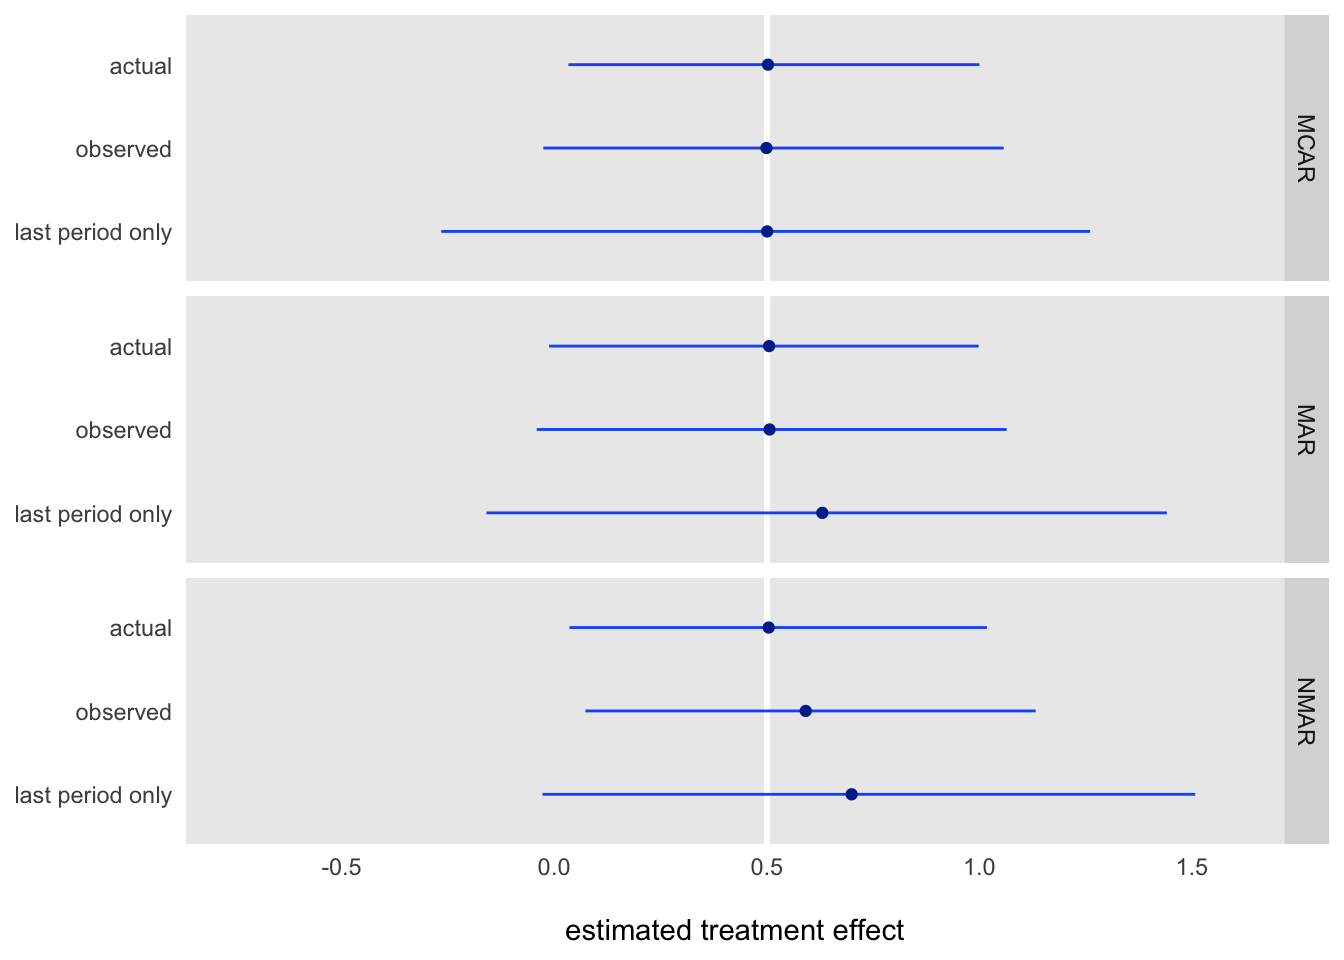 actual
observed
last period only
MCAR
actual
observed
last period only
MAR
actual
observed
last period only
NMAR
-0.5 0.0 0.5 1.0 1.5
estimated treatment effect